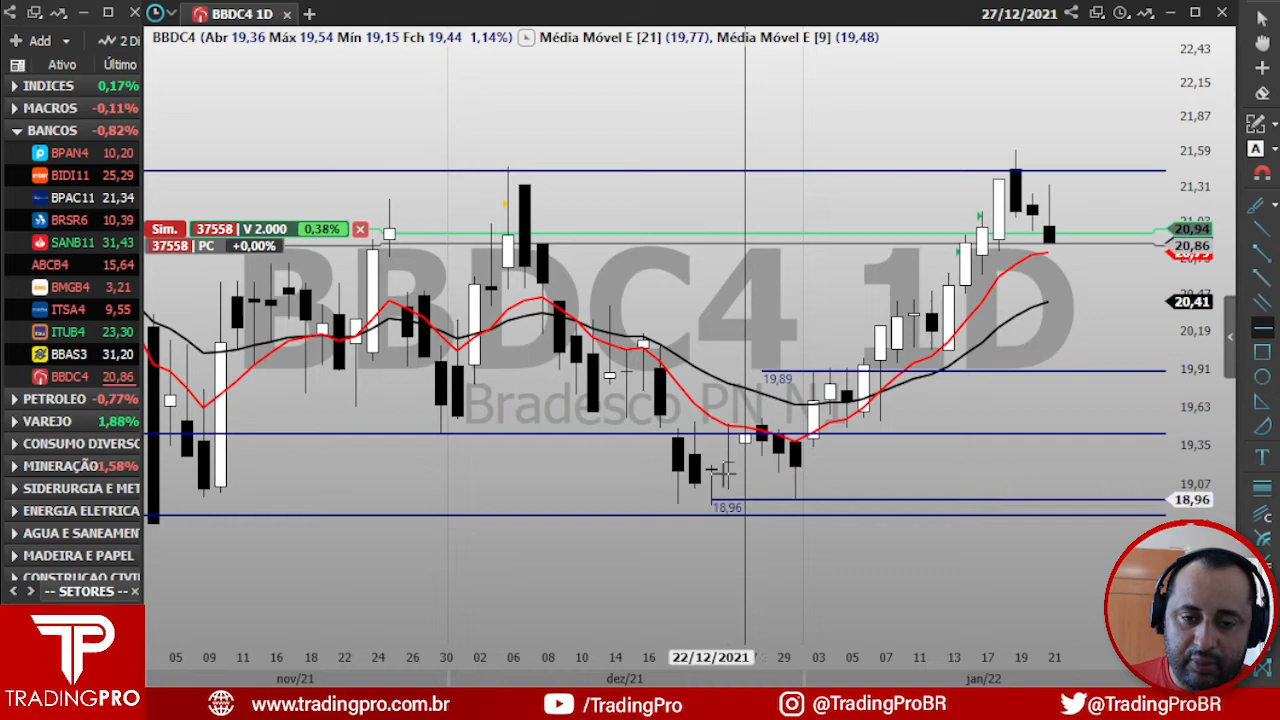 BBDC4 1D
27/12/2021
Add
2 Di
BBDC4 (Abr 19,36 Máx 19,54 Mín 19,15 Fch 19,44 1,14%) Média Móvel E [21] (19,77), Média Móvel E [9] (19,48)
Ativo Último
INDICES 0,17%
MACROS -0,11%
BANCOS -0,82%
BPAN4 10,20
BIDI11 25,29
BPAC11 21,34
BRSR6 10,39
SANB11 31,43
ABCB4 15,64
BMGB4 3,21
ITSA4 9,55
ITUB4 23,30
BBAS3 31,20
BBDC4 20,86
PETROLEO -0,77%
VAREJO 1,88%
CONSUMO DIVERSO
MINERAÇÃO 1,58%
SIDERURGIA E MET
ENERGIA ELETRICA
AGUA E SANEAMEN
MADEIRA E PAPEL
CONSTRUÇÃO CIVI
-- SETORES --
Sim. 37558 | V 2.000 0,38%
37558 | PC +0,00%
BBDC4 1D
Bradesco PN N1
19,89
18,96
22,43
22,15
21,87
21,59
21,31
20,94
20,86
20,41
20,19
19,91
19,63
19,35
19,07
18,96
05 09 11 16 18 22 24 26 30 02 06 08 10 14 16 22/12/2021 29 03 05 07 11 13 17 19 21
nov/21 dez/21 jan/22
TP
TRADINGPRO
www.tradingpro.com.br
/TradingPro
@TradingProBR
@TradingProBR